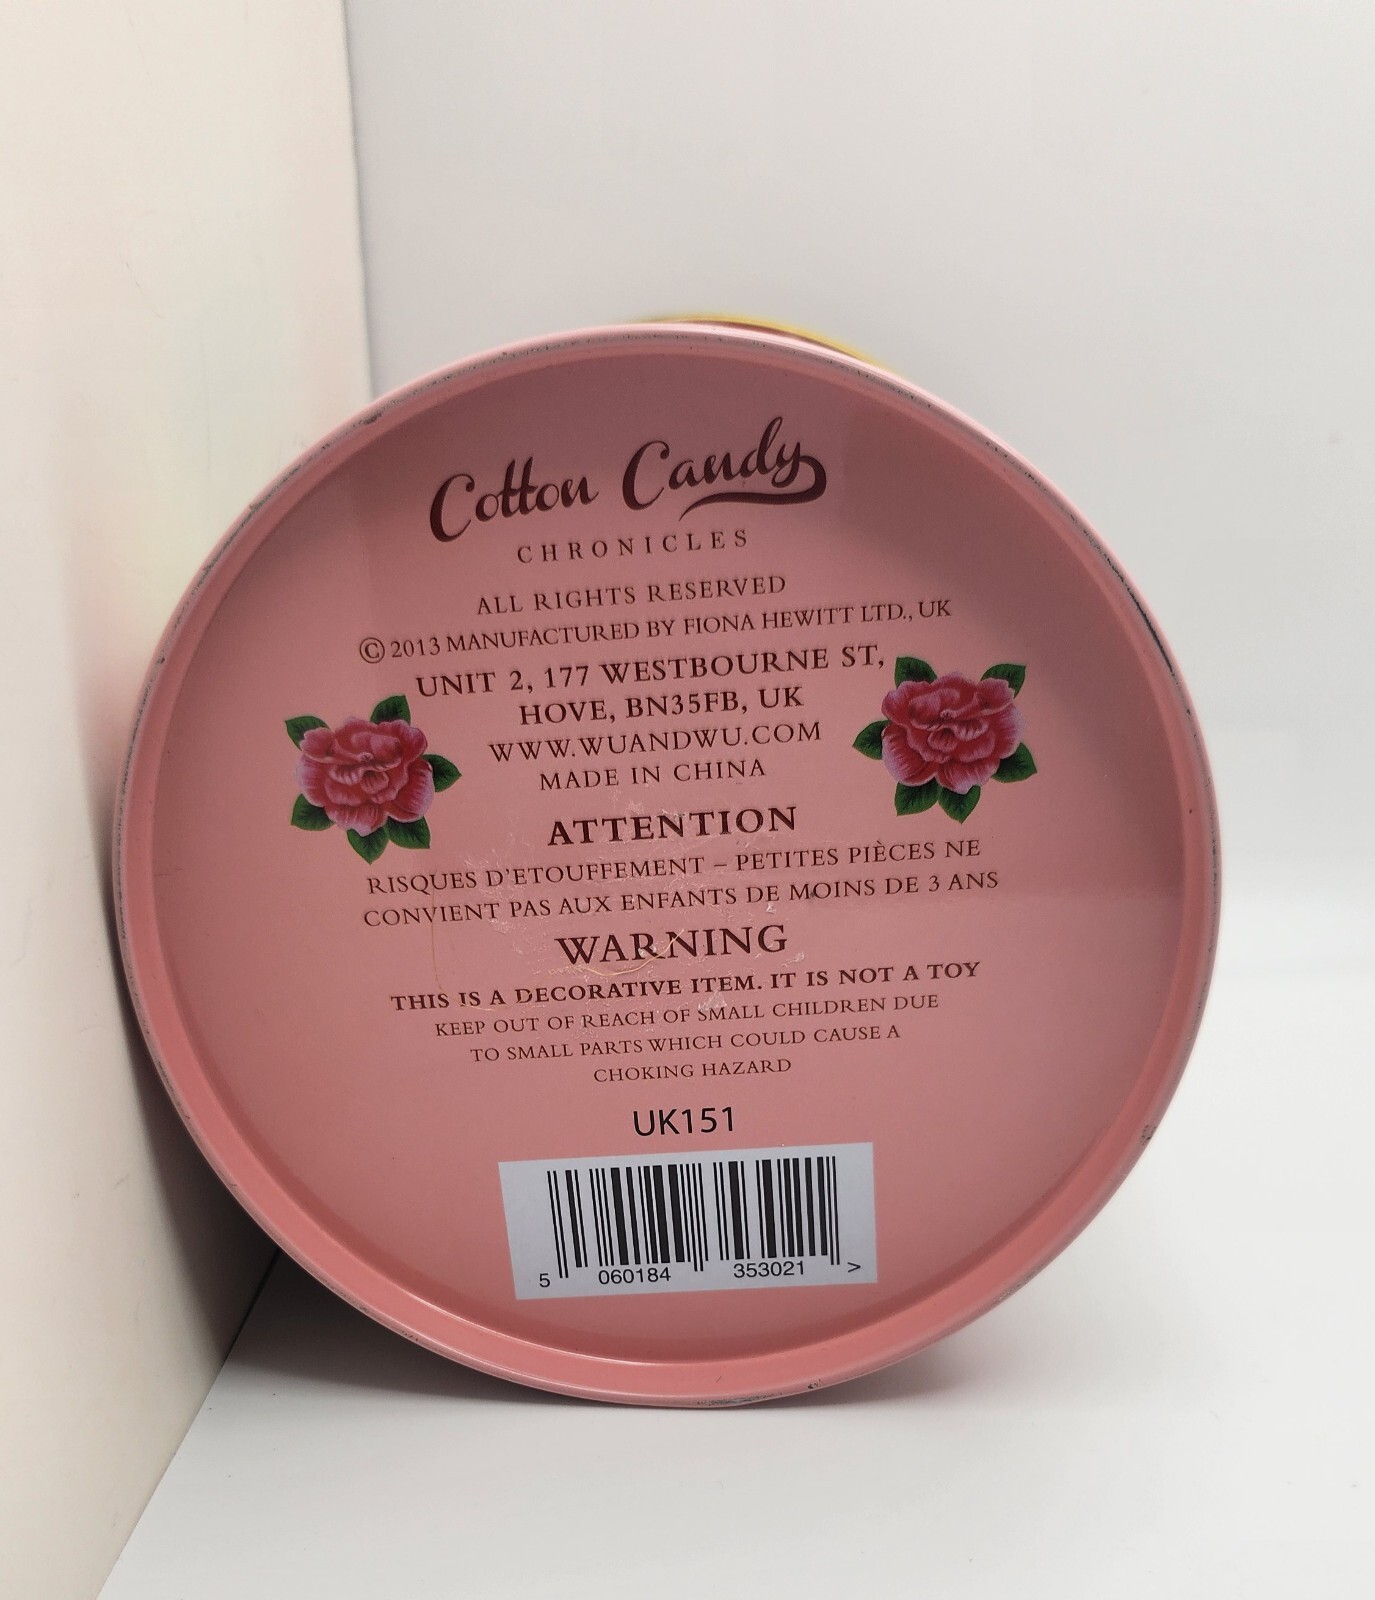 Cotton Candy
CHRONICLES
ALL RIGHTS RESERVED
© 2013 MANUFACTURED BY FIONA HEWITT LTD., UK
UNIT 2, 177 WESTBOURNE ST,
HOVE, BN35FB, UK
WWW.WUANDWU.COM
MADE IN CHINA
ATTENTION
RISQUES D'ETOUFFEMENT – PETITES PIÈCES NE
CONVIENT PAS AUX ENFANTS DE MOINS DE 3 ANS
WARNING
THIS IS A DECORATIVE ITEM. IT IS NOT A TOY
KEEP OUT OF REACH OF SMALL CHILDREN DUE
TO SMALL PARTS WHICH COULD CAUSE A
CHOKING HAZARD
UK151
5 060184 353021 >